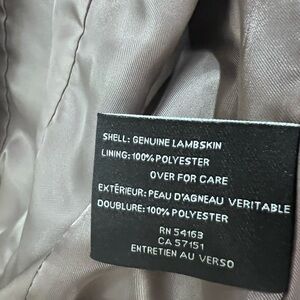 SHELL: GENUINE LAMBSKIN
LINING: 100% POLYESTER
OVER FOR CARE
EXTÉRIEUR: PEAU D'AGNEAU VERITABLE
DOUBLURE: 100% POLYESTER
RN 54163
CA 57151
ENTRETIEN AU VERSO